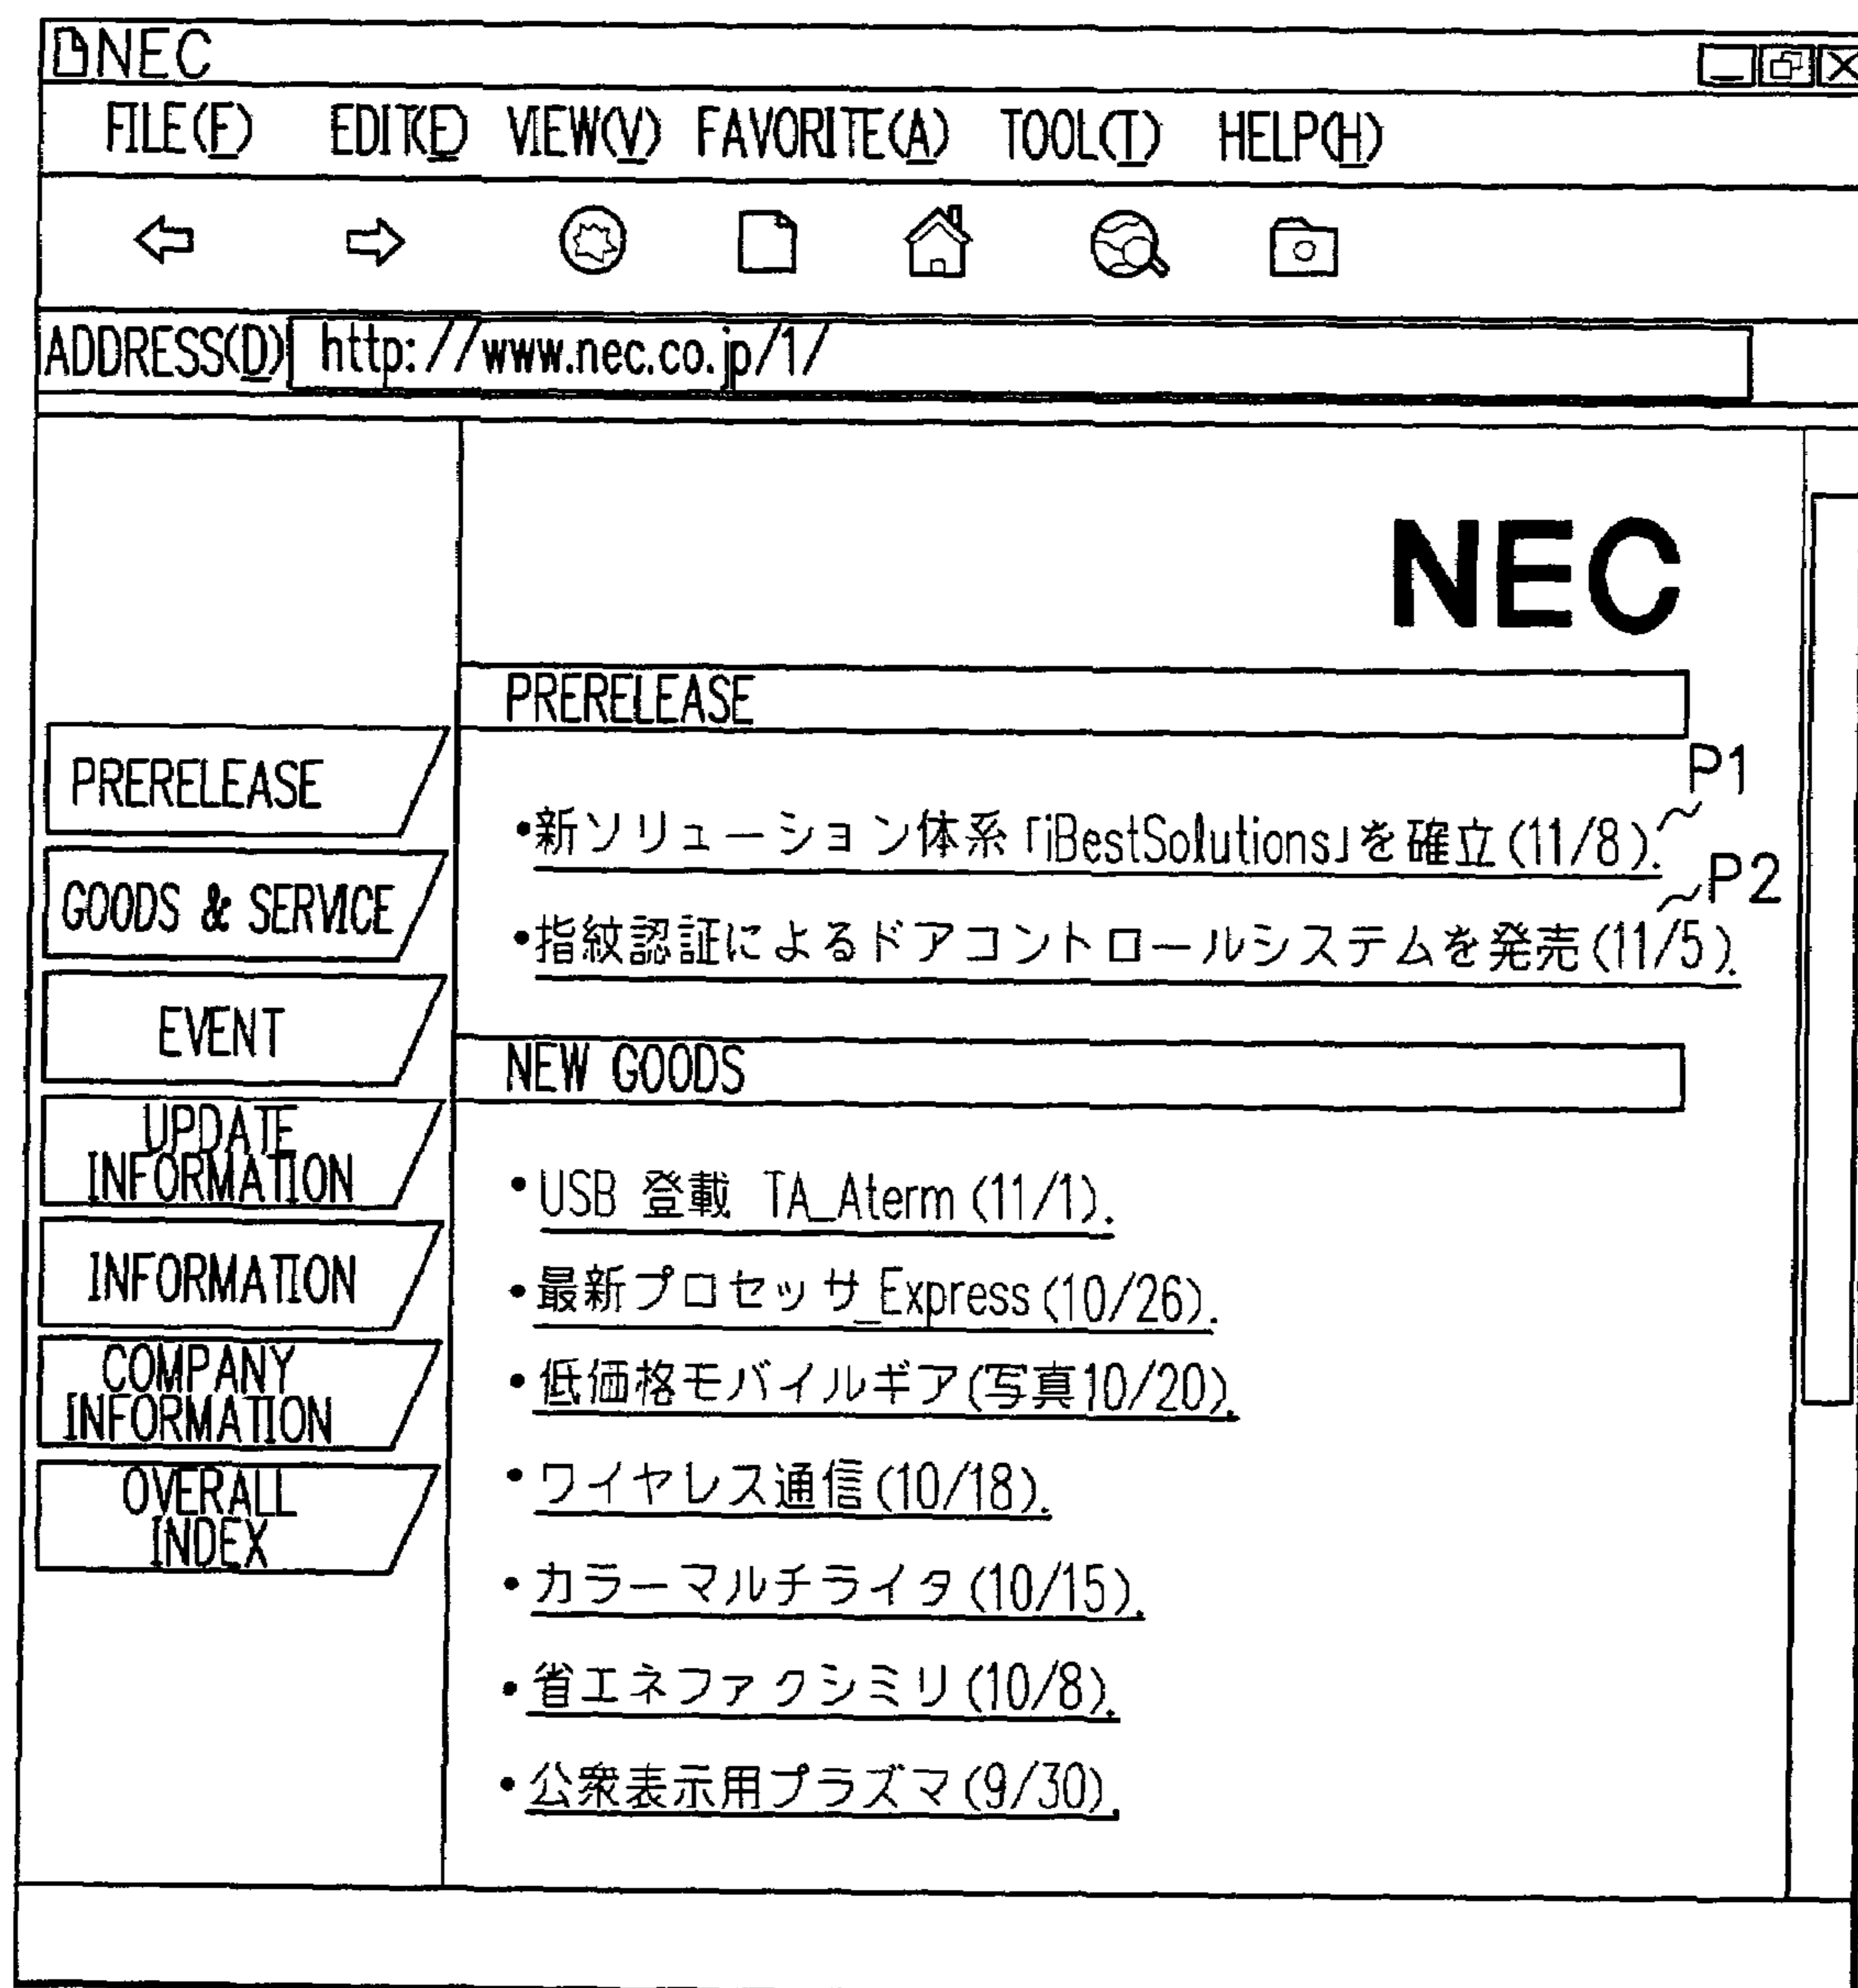 NEC
FILE(F) EDIT(E) VIEW(V) FAVORITE(A) TOOL(T) HELP(H)
ADDRESS(D) http://www.nec.co.jp/1/
NEC
PRERELEASE
GOODS & SERVICE
EVENT
UPDATE
INFORMATION
INFORMATION
COMPANY
INFORMATION
OVERALL
INDEX
PRERELEASE
P1
•新ソリューション体系「iBestSolutions」を確立(11/8).
P2
•指紋認証によるドアコントロールシステムを発売(11/5).
NEW GOODS
•USB 登載 TA_Aterm(11/1).
•最新プロセッサ_Express(10/26).
•低価格モバイルギア(写真10/20).
•ワイヤレス通信(10/18).
•カラーマルチライタ(10/15).
•省エネファクシミリ(10/8).
•公衆表示用プラズマ(9/30).